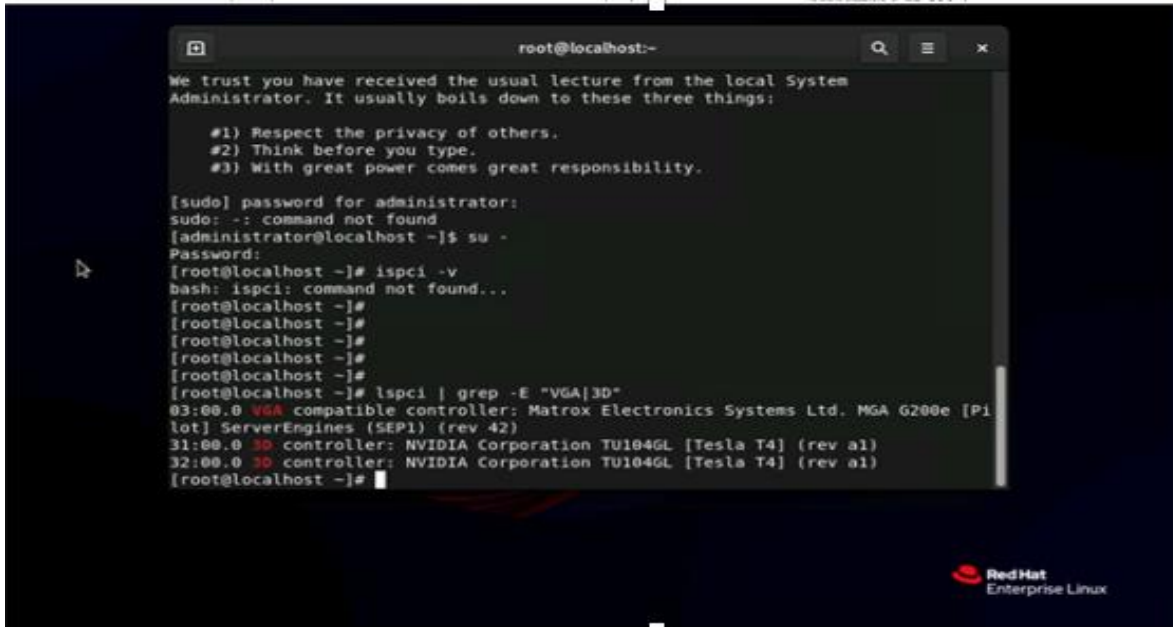 root@localhost:~
We trust you have received the usual lecture from the local System
Administrator. It usually boils down to these three things:
#1) Respect the privacy of others.
#2) Think before you type.
#3) With great power comes great responsibility.
[sudo] password for administrator:
sudo: -: command not found
[administrator@localhost ~]$ su -
Password:
[root@localhost ~]# ispci -v
bash: ispci: command not found...
[root@localhost ~]#
[root@localhost ~]#
[root@localhost ~]#
[root@localhost ~]#
[root@localhost ~]#
[root@localhost ~]# lspci | grep -E "VGA|3D"
03:00.0 VGA compatible controller: Matrox Electronics Systems Ltd. MGA G200e [Pi
lot] ServerEngines (SEP1) (rev 42)
31:00.0 3D controller: NVIDIA Corporation TU104GL [Tesla T4] (rev a1)
32:00.0 3D controller: NVIDIA Corporation TU104GL [Tesla T4] (rev a1)
[root@localhost ~]#
Red Hat
Enterprise Linux